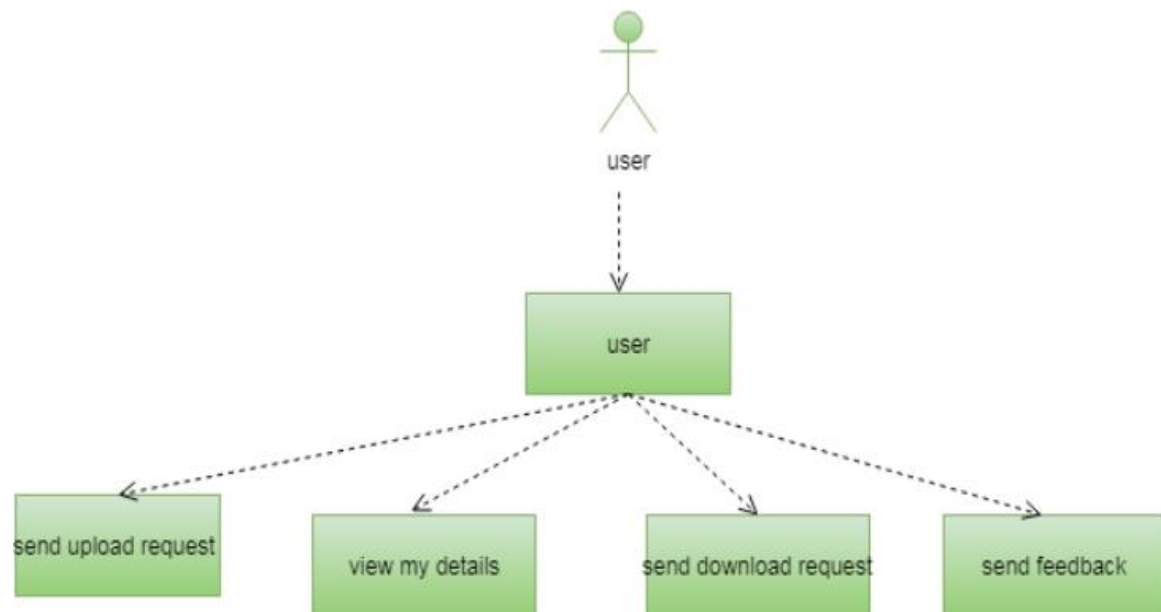 user
user
send upload request
view my details
send download request
send feedback